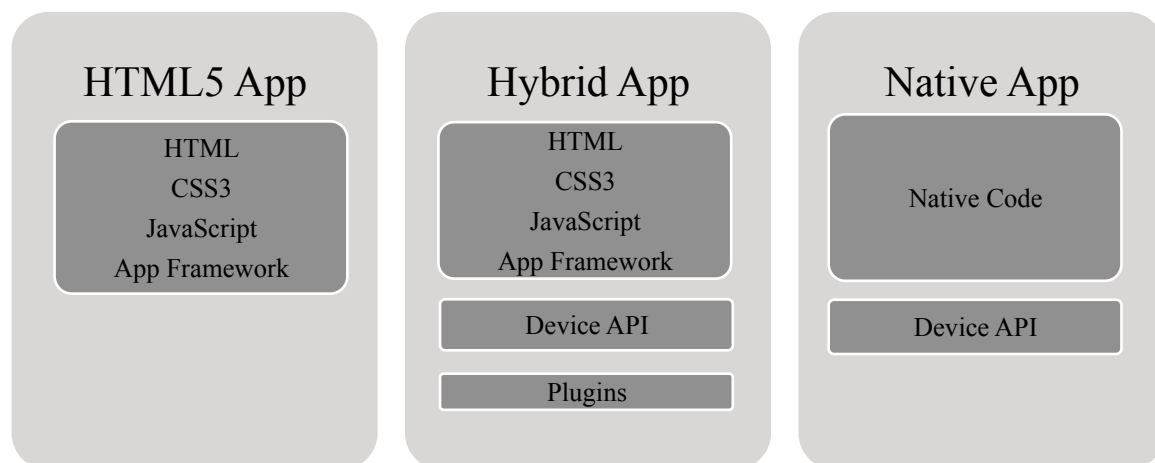 HTML5 App
HTML
CSS3
JavaScript
App Framework
Hybrid App
HTML
CSS3
JavaScript
App Framework
Device API
Plugins
Native App
Native Code
Device API